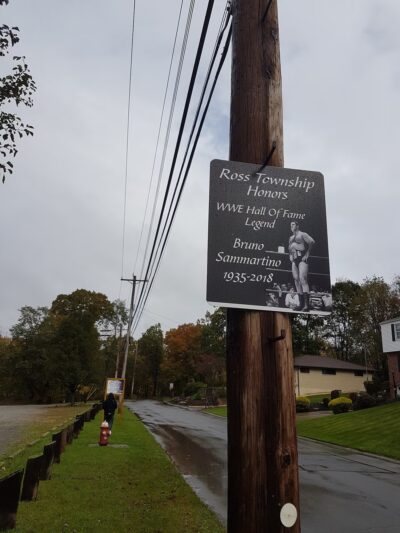 Ross Township
Honors
WWE Hall Of Fame
Legend
Bruno
Sammartino
1935-2018